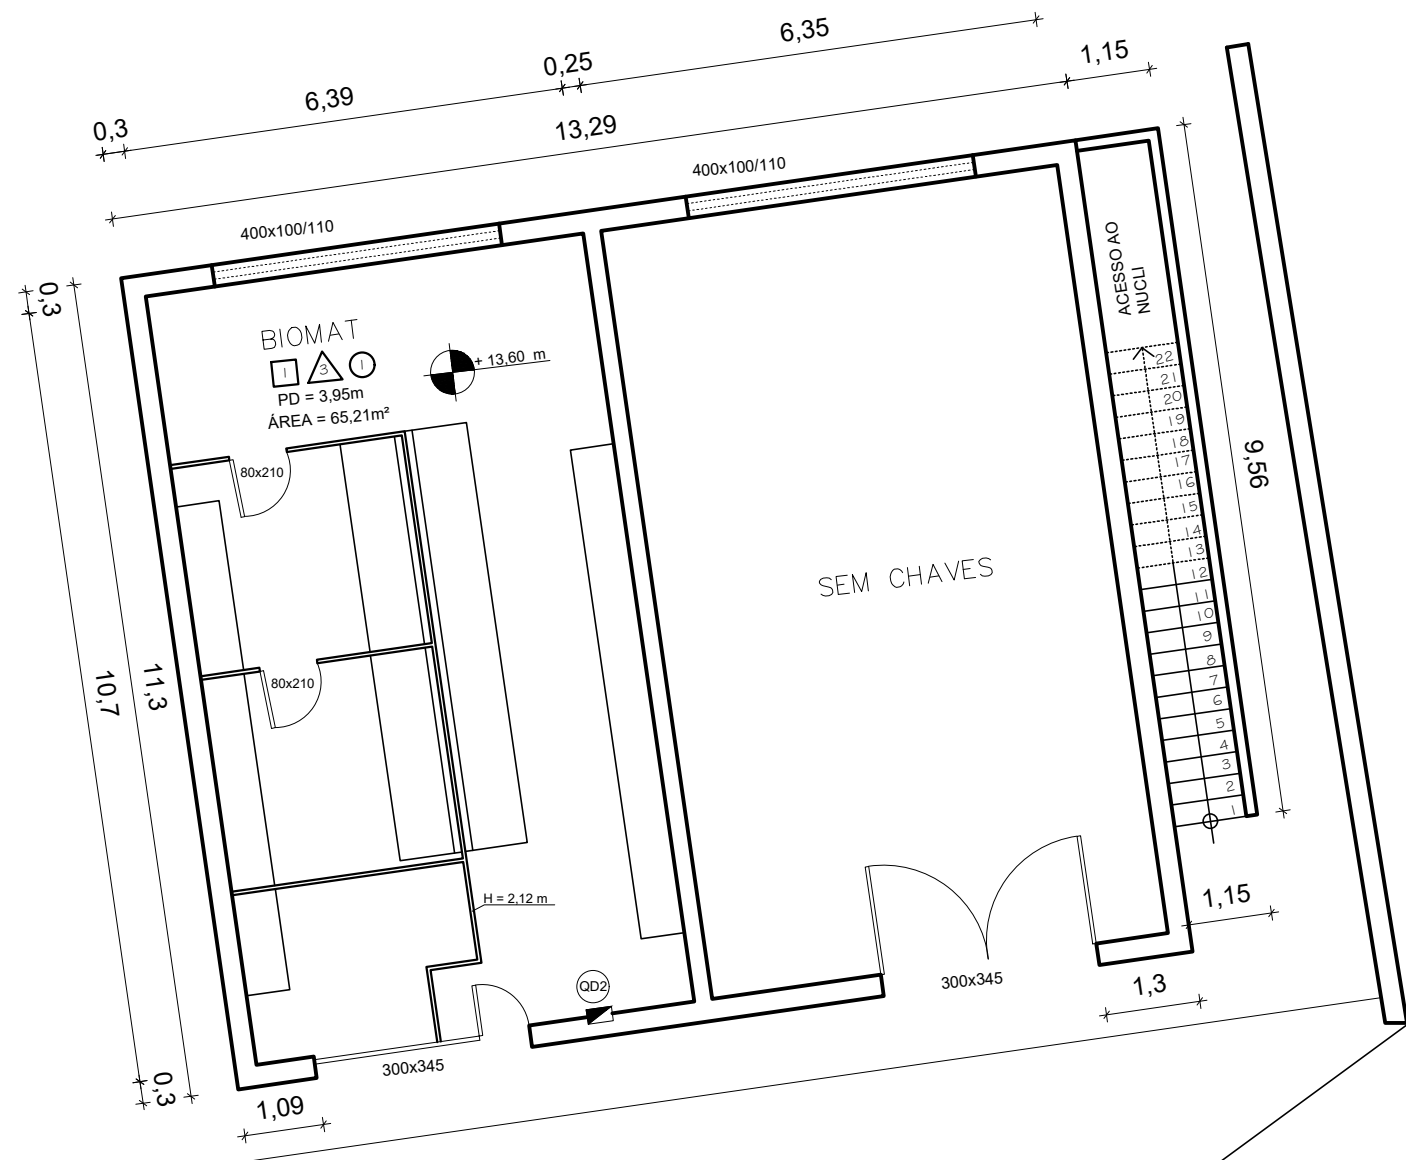 6,35
0,25
1,15
6,39
0,3
13,29
400x100/110
400x100/110
ACESSO AO
NUCLI
0,3
BIOMAT
1 3 1
+ 13,60 m
PD = 3,95m
ÁREA = 65,21m²
80x210
22
21
20
19
18
17
16
15
14
13
12
11
10
9
8
7
6
5
4
3
2
1
9,56
SEM CHAVES
10,7
11,3
80x210
H = 2,12 m
1,15
QD2
300x345
1,3
300x345
0,3
1,09